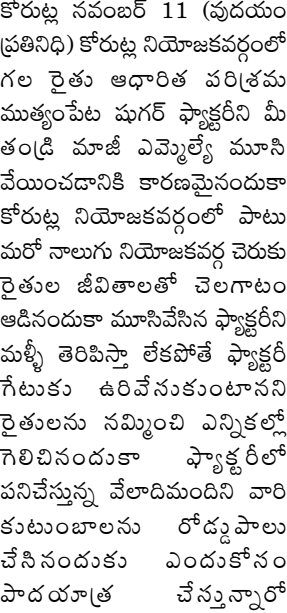 కోరుట్ల నవంబర్ 11 (వుదయం
ప్రతినిధి) కోరుట్ల నియోజకవర్గంలో
గల రైతు ఆధారిత పరిశ్రమ
ముత్యంపేట షుగర్ ఫ్యాక్టరీని మీ
తండ్రి మాజీ ఎమ్మెల్యే మూసి
వేయించడానికి కారణమైనందుకా
కోరుట్ల నియోజకవర్గంలో పాటు
మరో నాలుగు నియోజకవర్గ చెరుకు
రైతుల జీవితాలతో చెలగాటం
ఆడినందుకా మూసివేసిన ఫ్యాక్టరీని
మళ్ళీ తెరిపిస్తా లేకపోతే ఫ్యాక్టరీ
గేటుకు ఉరివేనుకుంటానని
రైతులను నమ్మించి ఎన్నికల్లో
గెలిచినందుకా ఫ్యాక్టరీలో
పనిచేస్తున్న వేలాదిమందిని వారి
కుటుంబాలను రోడ్డుపాలు
చేసినందుకు ఎందుకోనం
పాదయాత్ర చేస్తున్నారో